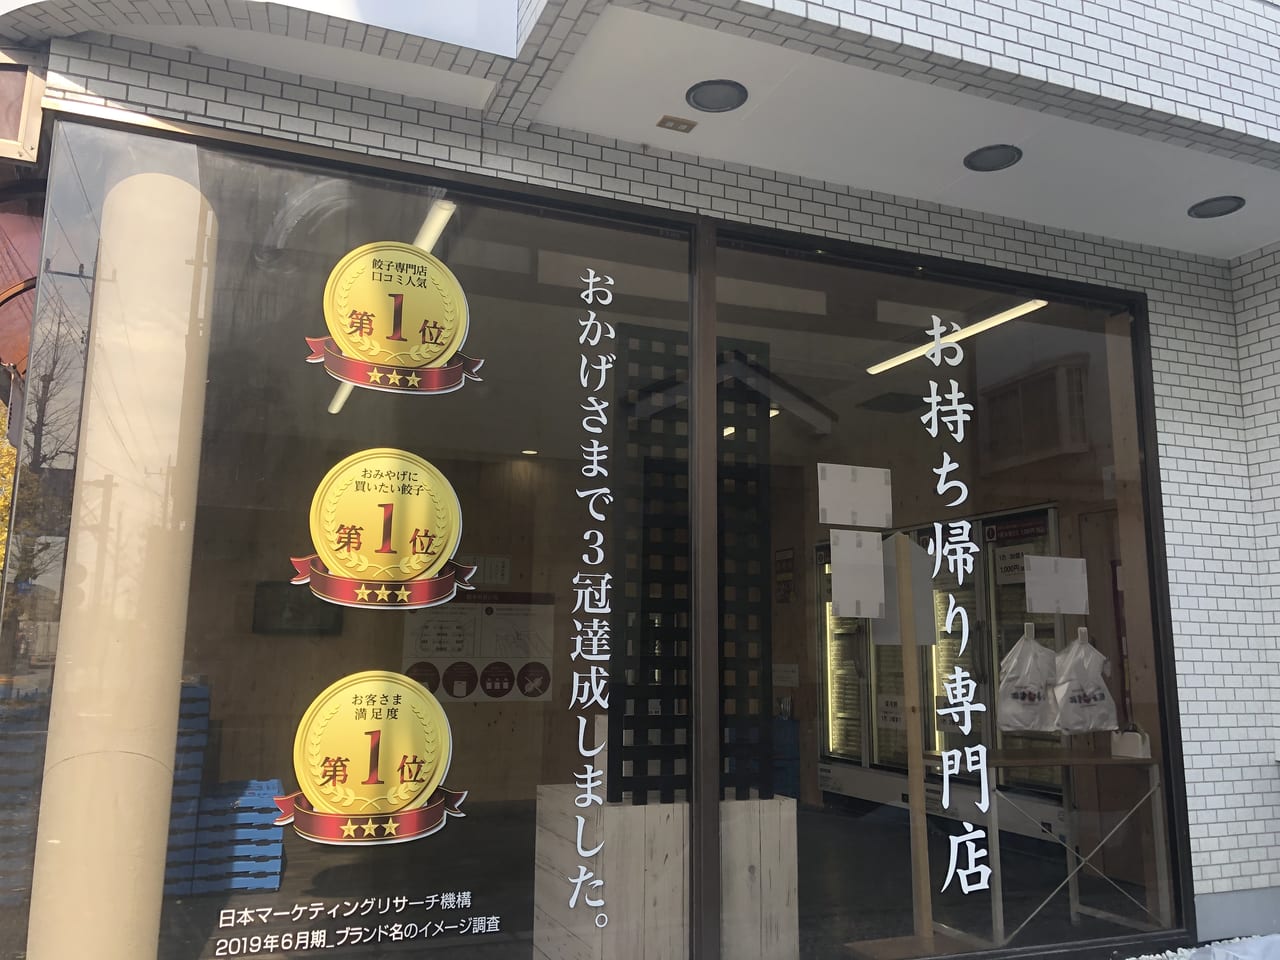 餃子専門店
口コミ人気
第1位
おみやげに
買いたい餃子
第1位
お客さま
満足度
第1位
日本マーケティングリサーチ機構
2019年6月期_ブランド名のイメージ調査
おかげさまで3冠達成しました。
お持ち帰り専門店
1,000円